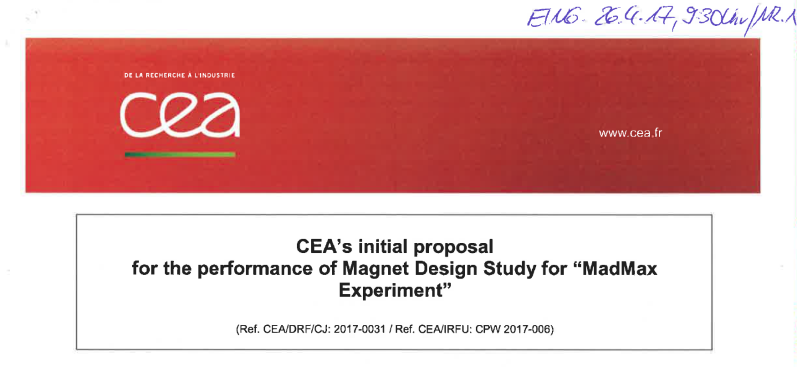 EING. 26.4.17, 9:30Uhr/NR.1
DE LA RECHERCHE À L'INDUSTRIE
cea
www.cea.fr
CEA's initial proposal
for the performance of Magnet Design Study for “MadMax
Experiment”
(Ref. CEA/DRF/CJ: 2017-0031 / Ref. CEA/IRFU: CPW 2017-006)